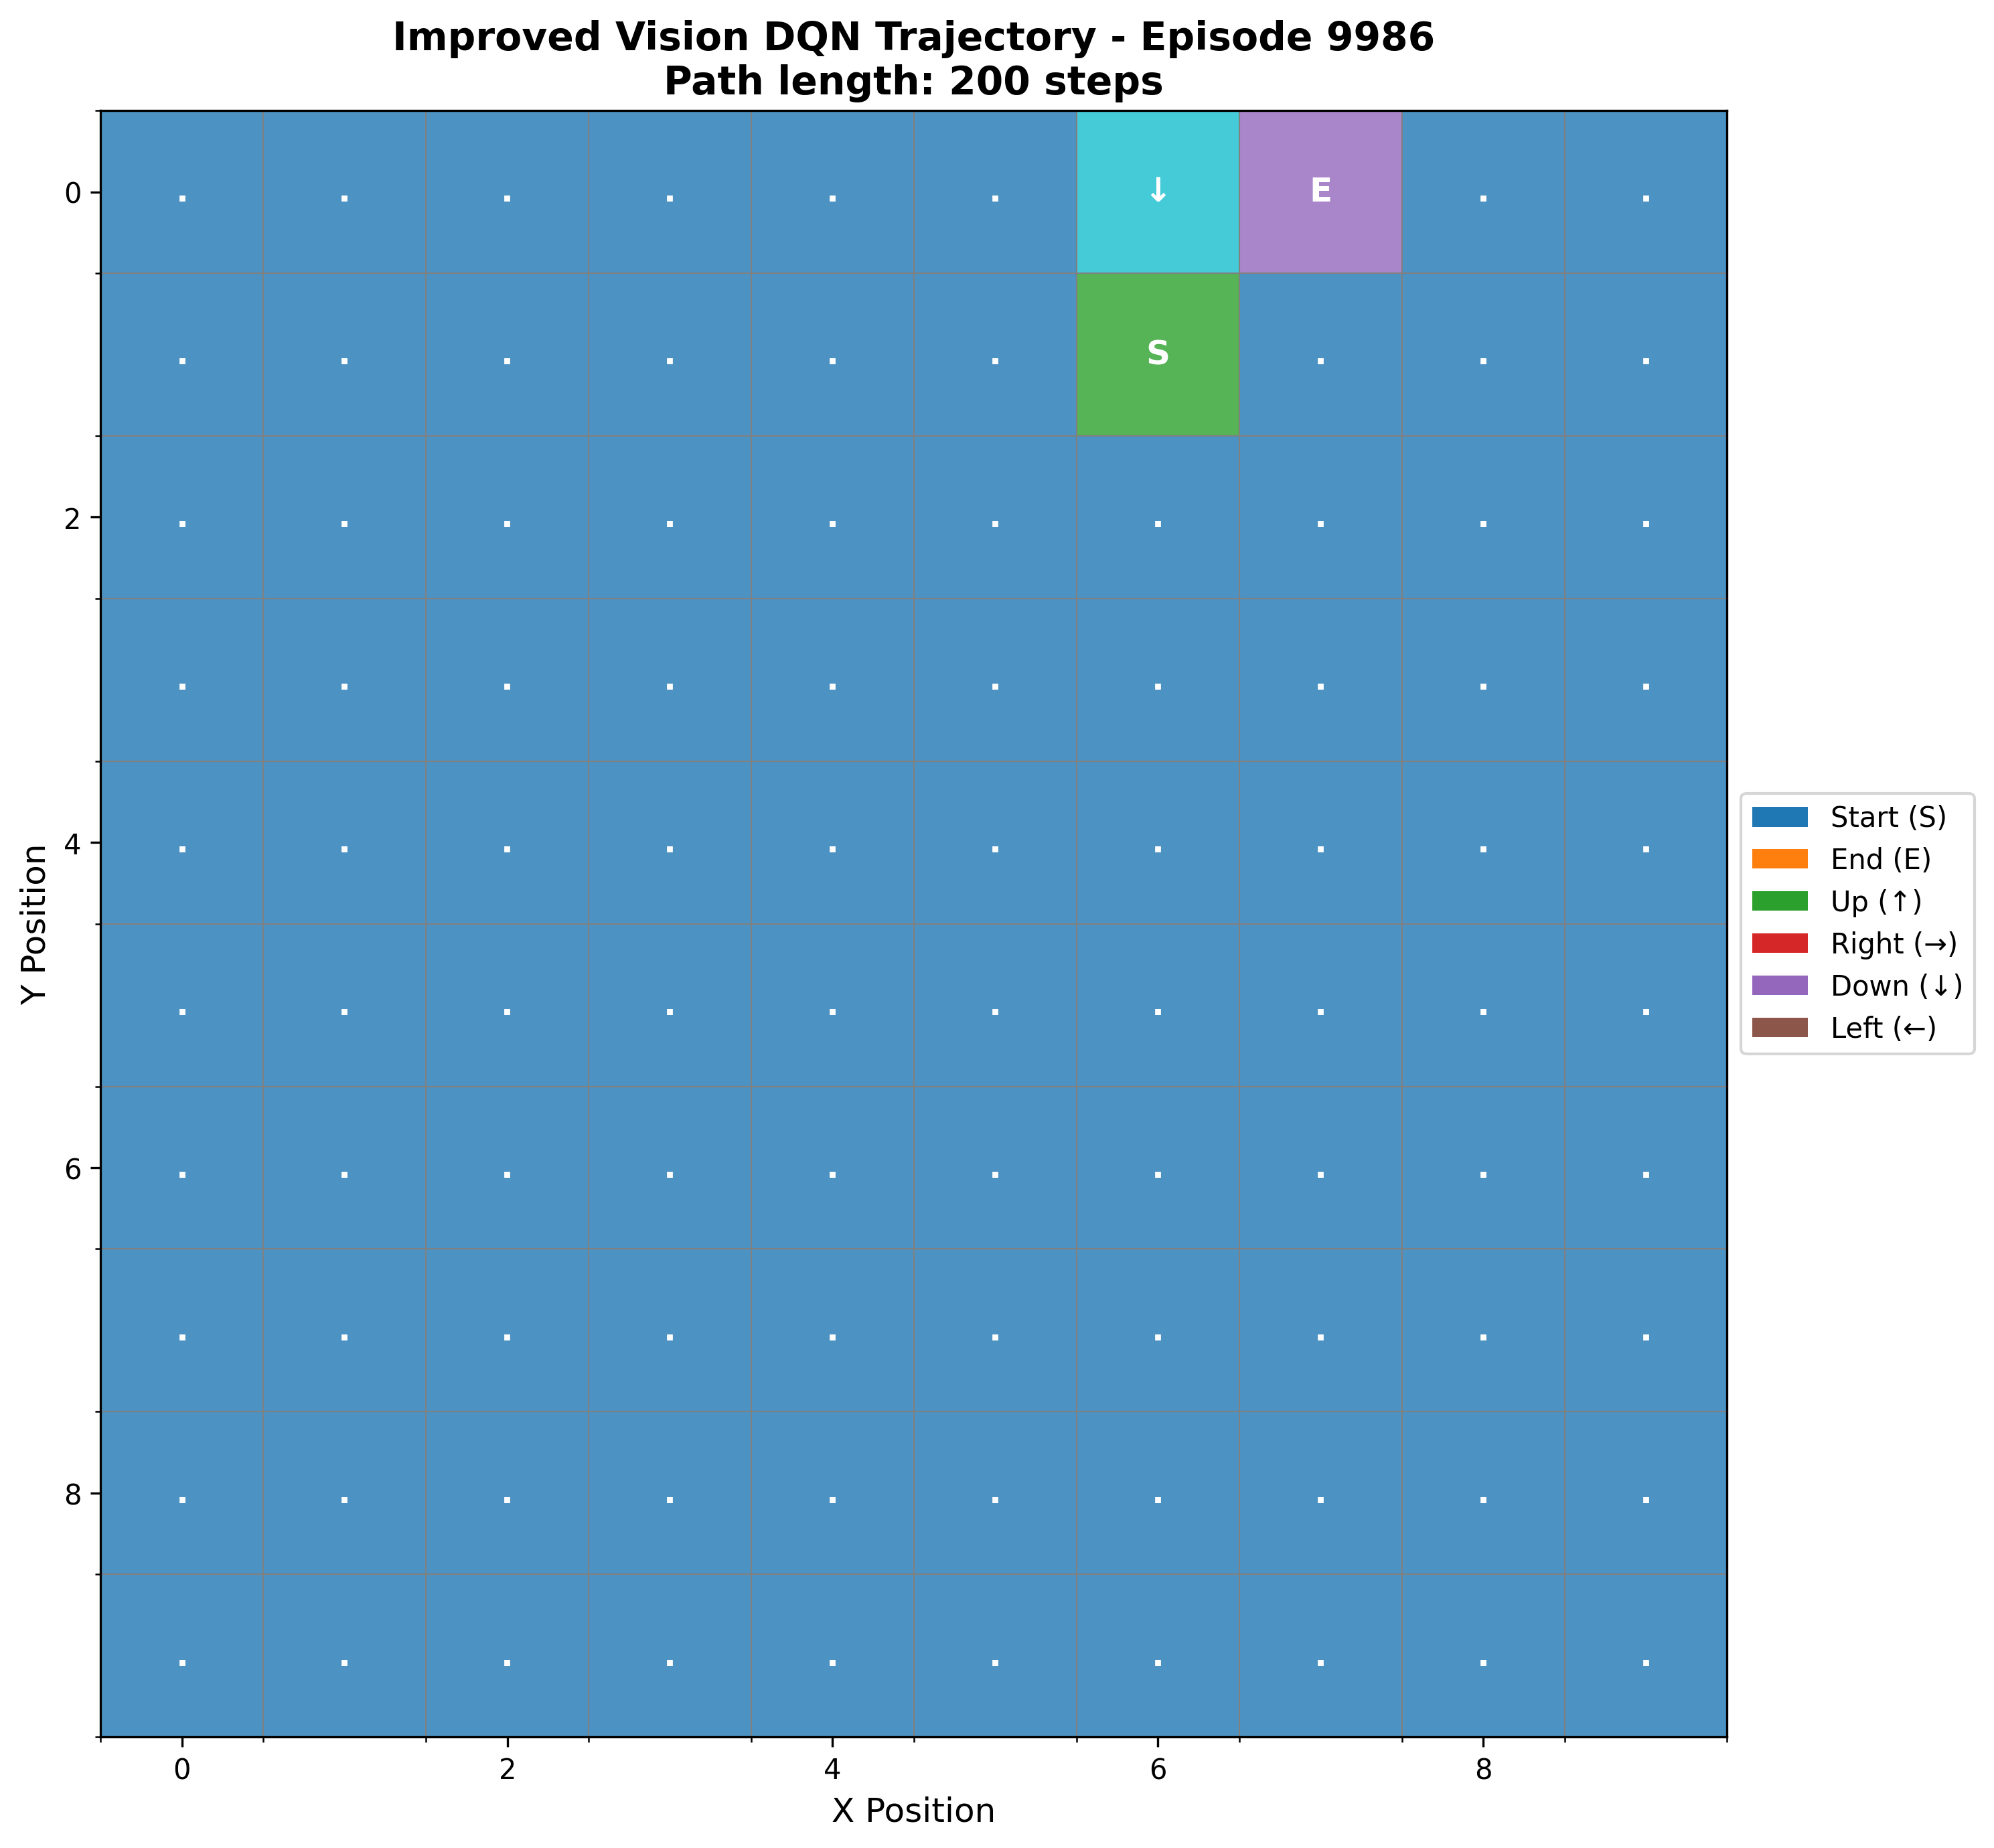 Improved Vision DQN Trajectory - Episode 9986
Path length: 200 steps
0
↓
E
S
2
4
6
8
Y Position
0 2 4 6 8
X Position
Start (S)
End (E)
Up (↑)
Right (→)
Down (↓)
Left (←)